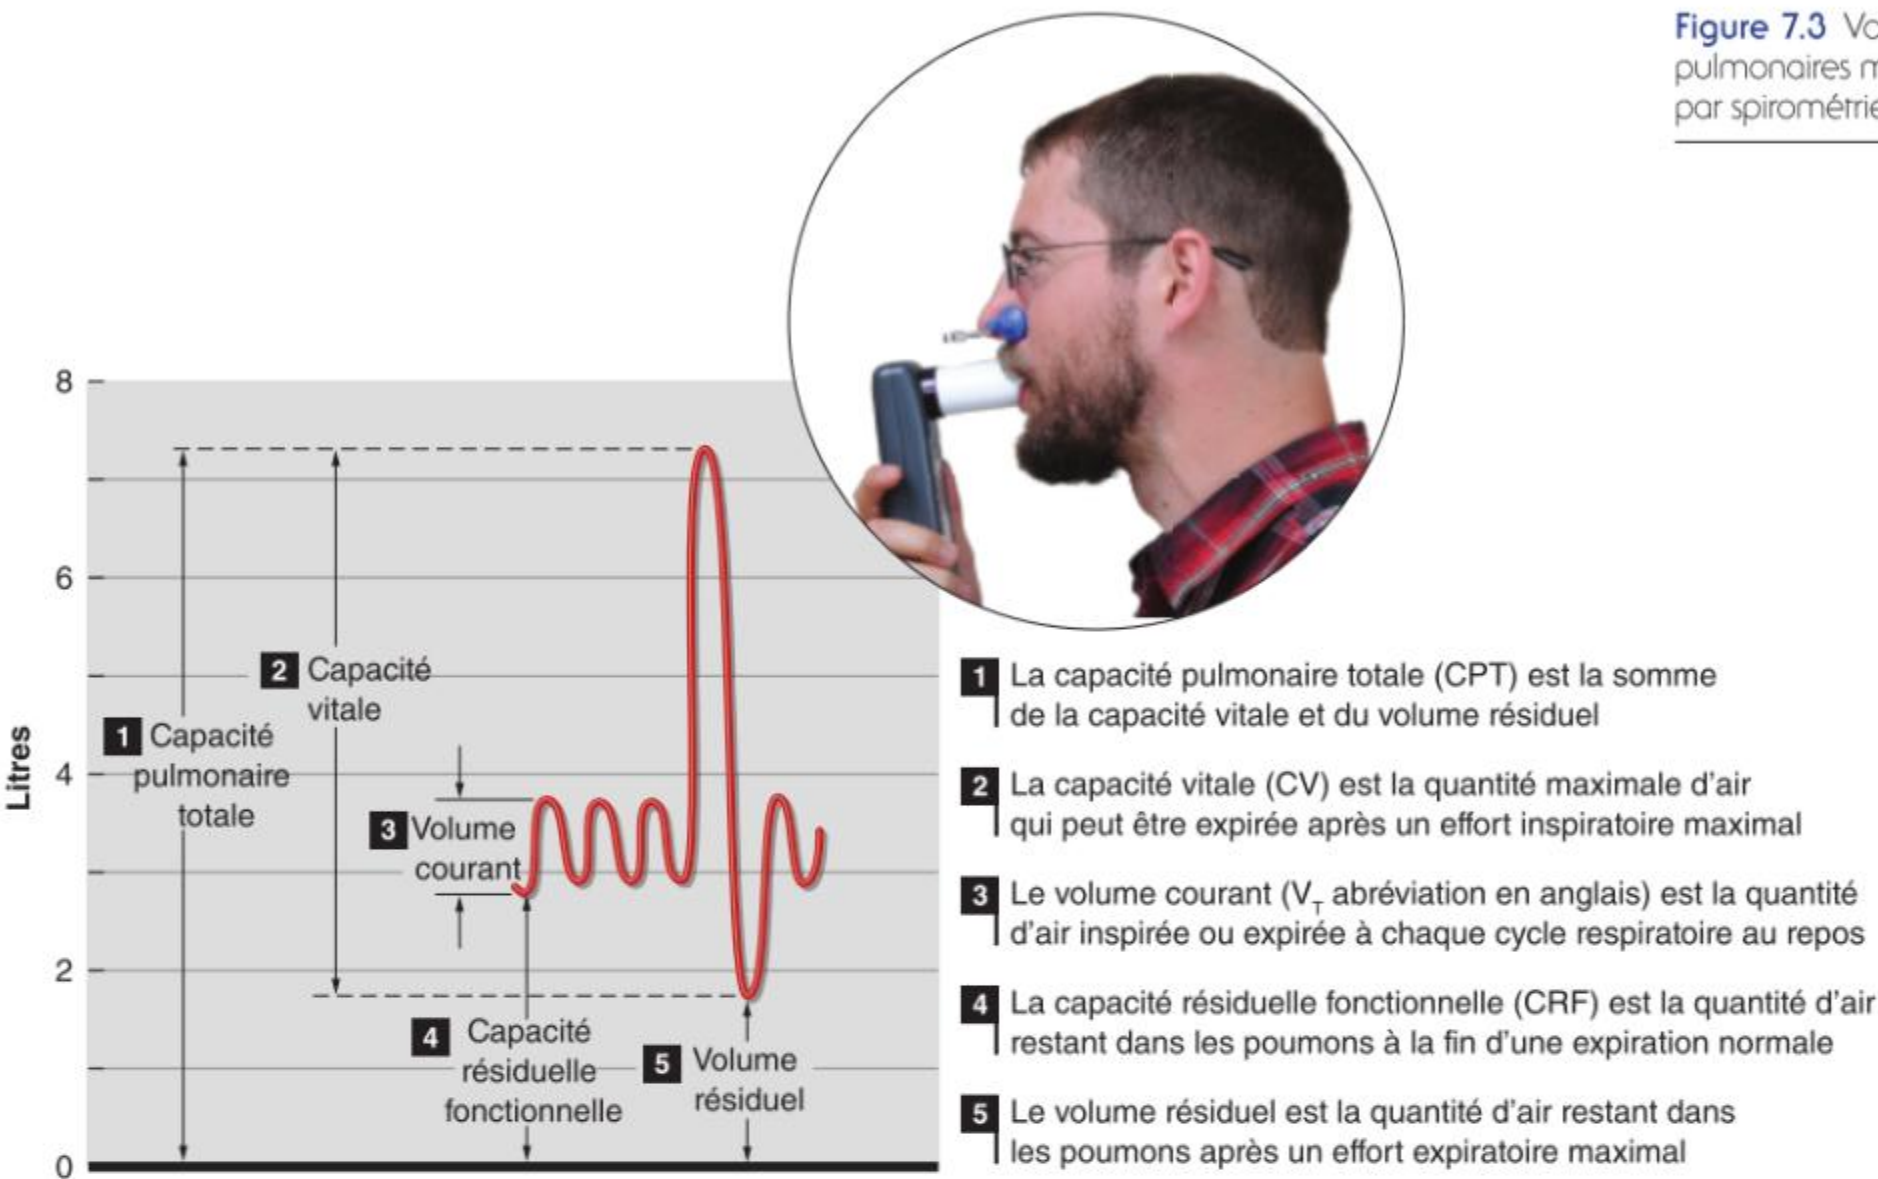 Figure 7.3
pulmonaires
par spirométrie
8
6
4
2
0
Litres
1 Capacité
pulmonaire
totale
2 Capacité
vitale
3 Volume
courant
4 Capacité
résiduelle
fonctionnelle
5 Volume
résiduel
1 La capacité pulmonaire totale (CPT) est la somme
de la capacité vitale et du volume résiduel
2 La capacité vitale (CV) est la quantité maximale d'air
qui peut être expirée après un effort inspiratoire maximal
3 Le volume courant (V_T abréviation en anglais) est la quantité
d'air inspirée ou expirée à chaque cycle respiratoire au repos
4 La capacité résiduelle fonctionnelle (CRF) est la quantité d'air
restant dans les poumons à la fin d'une expiration normale
5 Le volume résiduel est la quantité d'air restant dans
les poumons après un effort expiratoire maximal